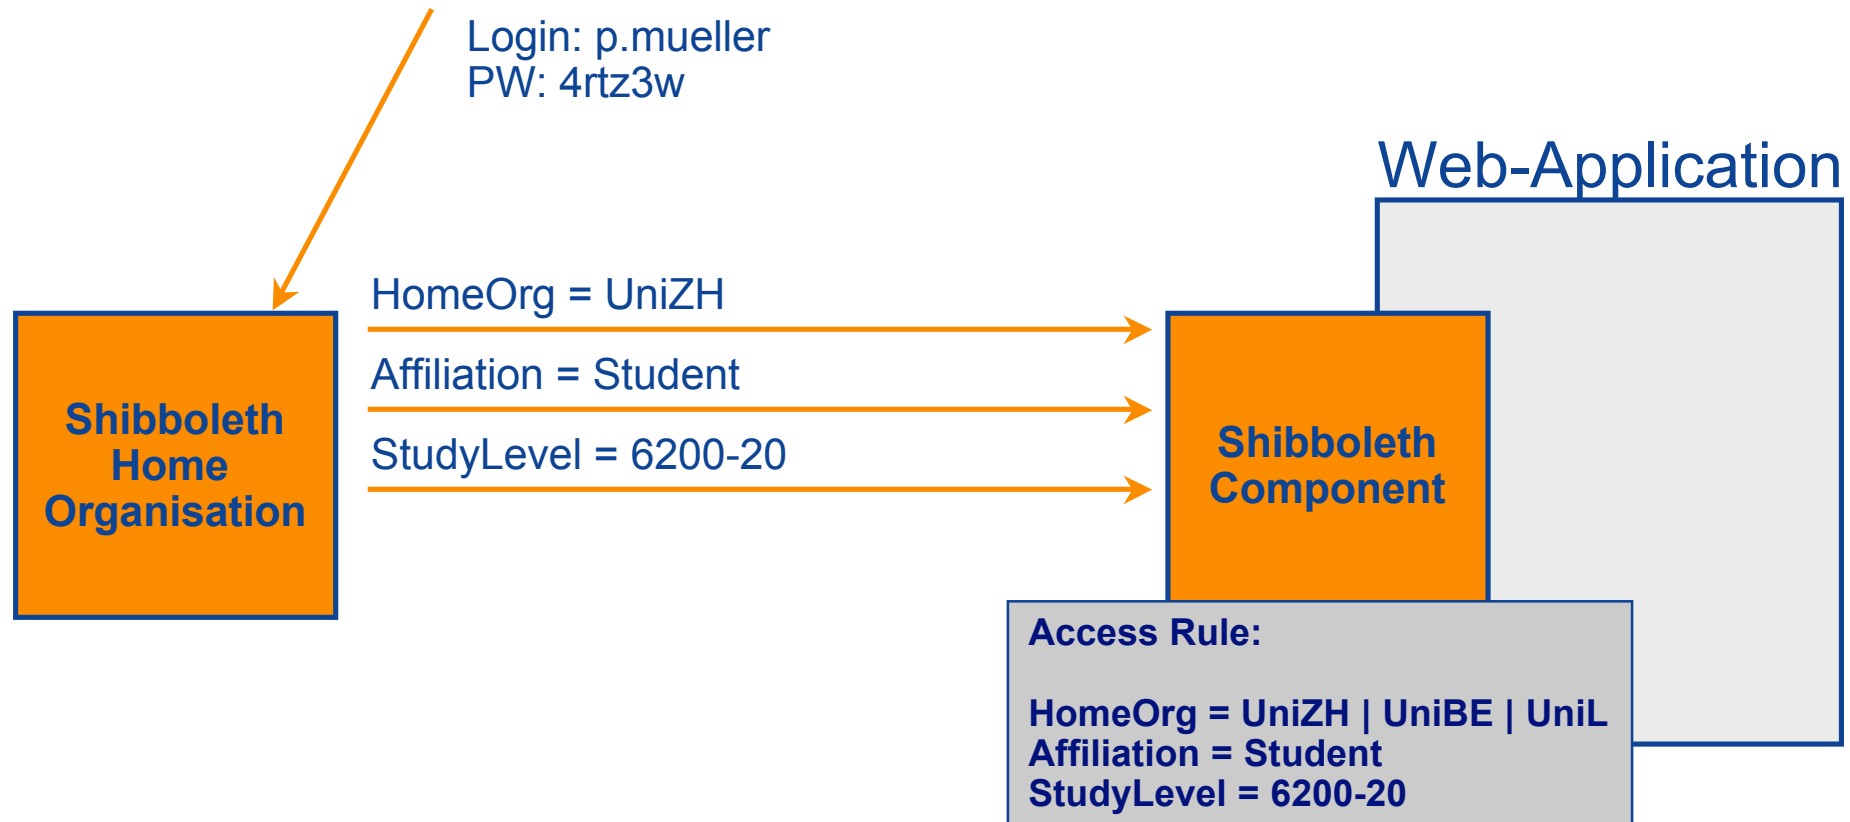 Login: p.mueller
PW: 4rtz3w
Web-Application
HomeOrg = UniZH
Affiliation = Student
StudyLevel = 6200-20
Shibboleth
Home
Organisation
Shibboleth
Component
Access Rule:
HomeOrg = UniZH | UniBE | UniL
Affiliation = Student
StudyLevel = 6200-20